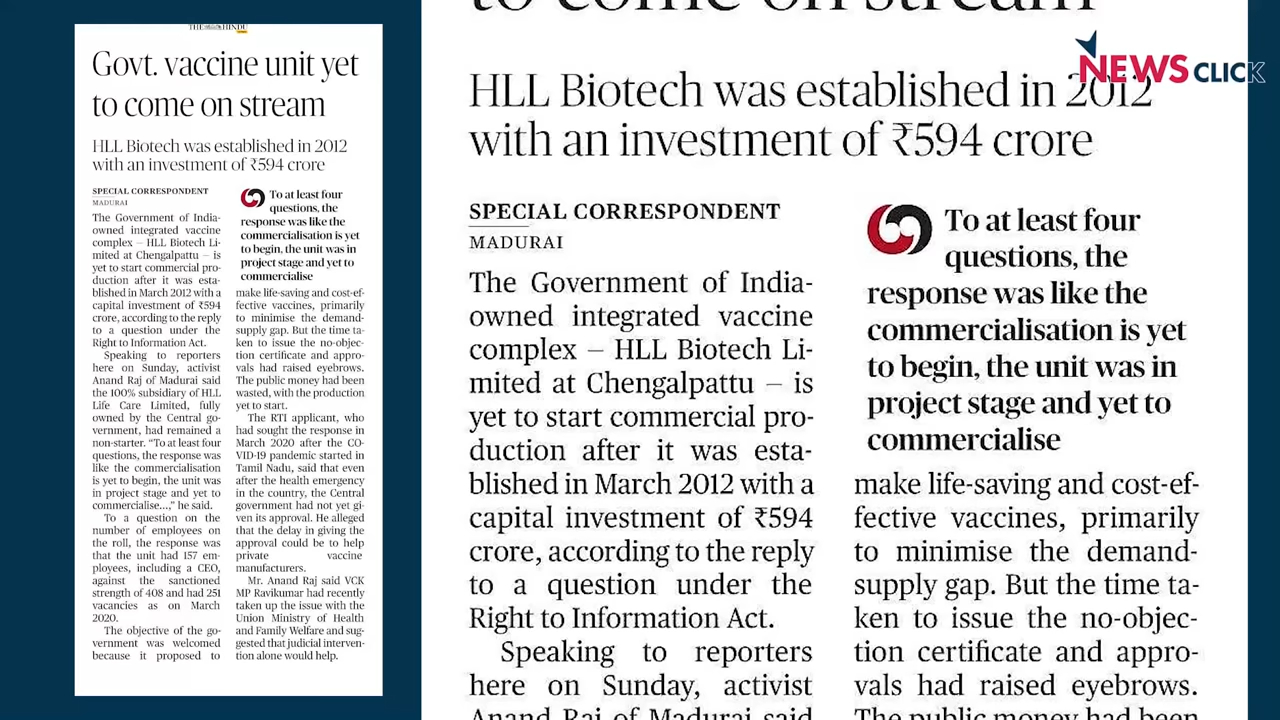 THE HINDU
Govt. vaccine unit yet
to come on stream
HLL Biotech was established in 2012
with an investment of ₹594 crore
SPECIAL CORRESPONDENT
MADURAI
The Government of India-
owned integrated vaccine
complex – HLL Biotech Li-
mited at Chengalpattu – is
yet to start commercial pro-
duction after it was esta-
blished in March 2012 with a
capital investment of ₹594
crore, according to the reply
to a question under the
Right to Information Act.
Speaking to reporters
here on Sunday, activist
Anand Raj of Madurai said
the 100% subsidiary of HLL
Life Care Limited, fully
owned by the Central go-
vernment, had remained a
non-starter. “To at least four
questions, the response was
like the commercialisation
is yet to begin, the unit was
in project stage and yet to
commercialise...,” he said.
To a question on the
number of employees on
the roll, the response was
that the unit had 157 em-
ployees, including a CEO,
against the sanctioned
strength of 408 and had 251
vacancies as on March
2020.
The objective of the go-
vernment was welcomed
because it proposed to
To at least four
questions, the
response was like the
commercialisation is yet
to begin, the unit was in
project stage and yet to
commercialise
make life-saving and cost-ef-
fective vaccines, primarily
to minimise the demand-
supply gap. But the time ta-
ken to issue the no-objec-
tion certificate and appro-
vals had raised eyebrows.
The public money had been
wasted, with the production
yet to start.
The RTI applicant, who
had sought the response in
March 2020 after the CO-
VID-19 pandemic started in
Tamil Nadu, said that even
after the health emergency
in the country, the Central
government had not yet gi-
ven its approval. He alleged
that the delay in giving the
approval could be to help
private vaccine
manufacturers.
Mr. Anand Raj said VCK
MP Ravikumar had recently
taken up the issue with the
Union Ministry of Health
and Family Welfare and sug-
gested that judicial interven-
tion alone would help.
to come on stream
NEWS CLICK
HLL Biotech was established in 2012
with an investment of ₹594 crore
SPECIAL CORRESPONDENT
MADURAI
The Government of India-
owned integrated vaccine
complex – HLL Biotech Li-
mited at Chengalpattu – is
yet to start commercial pro-
duction after it was esta-
blished in March 2012 with a
capital investment of ₹594
crore, according to the reply
to a question under the
Right to Information Act.
Speaking to reporters
here on Sunday, activist
Anand Raj of Madurai said
To at least four
questions, the
response was like the
commercialisation is yet
to begin, the unit was in
project stage and yet to
commercialise
make life-saving and cost-ef-
fective vaccines, primarily
to minimise the demand-
supply gap. But the time ta-
ken to issue the no-objec-
tion certificate and appro-
vals had raised eyebrows.
The public money had been